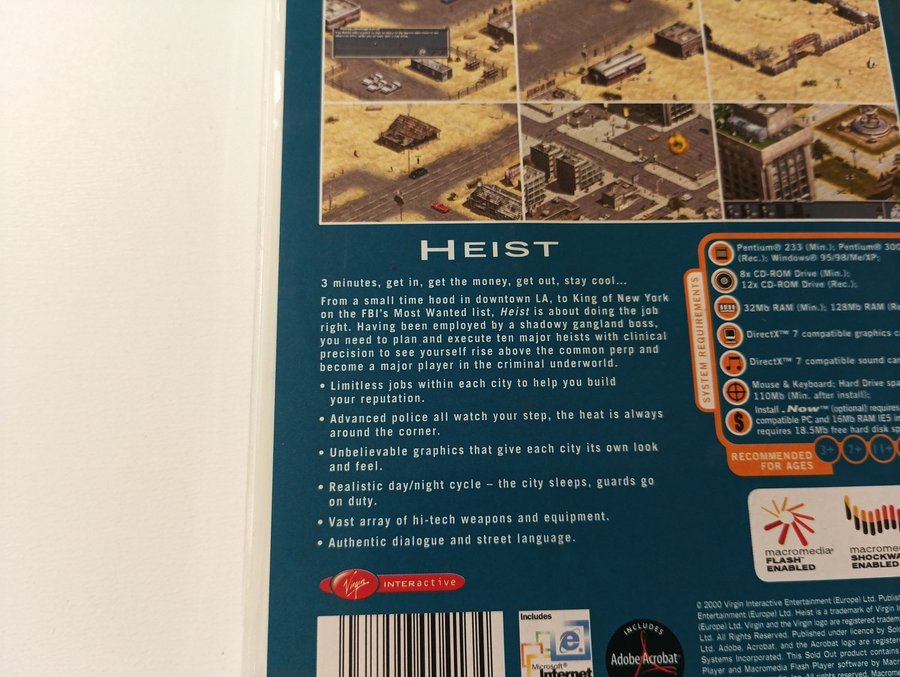 HEIST
3 minutes, get in, get the money, get out, stay cool...
From a small time hood in downtown LA, to King of New York
on the FBI's Most Wanted list, Heist is about doing the job
right. Having been employed by a shadowy gangland boss,
you need to plan and execute ten major heists with clinical
precision to see yourself rise above the common perp and
become a major player in the criminal underworld.
• Limitless jobs within each city to help you build
your reputation.
• Advanced police all watch your step, the heat is always
around the corner.
• Unbelievable graphics that give each city its own look
and feel.
• Realistic day/night cycle – the city sleeps, guards go
on duty.
• Vast array of hi-tech weapons and equipment.
• Authentic dialogue and street language.
Virgin INTERactive
SYSTEM REQUIREMENTS
Pentium® 233 (Min.); Pentium® 300
(Rec.); Windows® 95/98/Me/XP;
8x CD-ROM Drive (Min.);
12x CD-ROM Drive (Rec.);
32Mb RAM (Min.); 128Mb RAM
DirectX™ 7 compatible graphics
DirectX™ 7 compatible sound
Mouse & Keyboard; Hard Drive
110Mb (Min. after install);
Install .Now™ (optional) requires
compatible PC and 16Mb RAM IE5
requires 18.5Mb free hard disk
RECOMMENDED
FOR AGES
3+ 7+ 11+
macromedia®
FLASH™
ENABLED
ENABLED
Includes
Microsoft®
Internet
INCLUDES
Adobe Acrobat
© 2000 Virgin Interactive Entertainment (Europe) Ltd.
(Europe) Ltd. Virgin and the Virgin logo are registered
Ltd. All Rights Reserved. Published under licence by
Ltd. Adobe, Acrobat, and the Acrobat logo are
Systems Incorporated. This Sold Out product contains
Player and Macromedia Flash Player software by